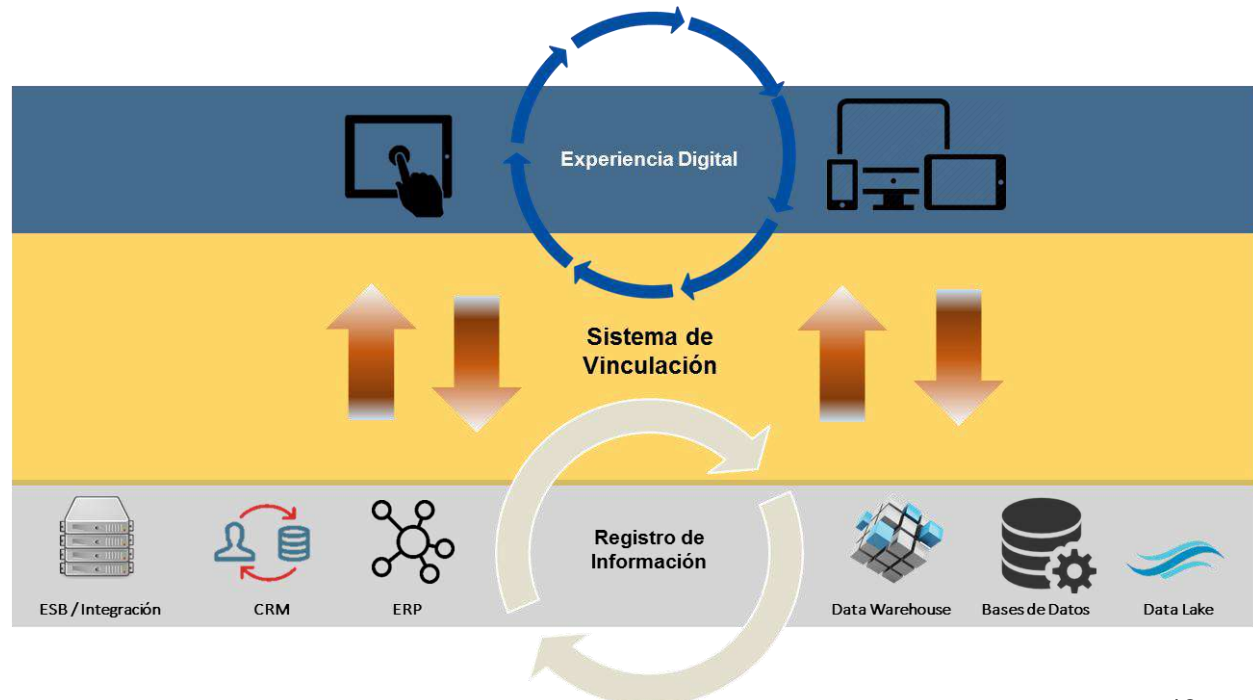 Experiencia Digital
Sistema de
Vinculación
Registro de
Información
ESB / Integración
CRM
ERP
Data Warehouse
Bases de Datos
Data Lake